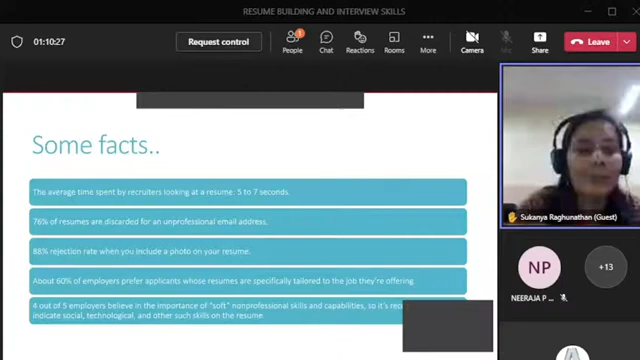 RESUME BUILDING AND INTERVIEW SKILLS
01:10:27
Request control
People
Chat
Reactions
Rooms
More
Camera
Mic
Share
Leave
1
Some facts..
The average time spent by recruiters looking at a resume: 5 to 7 seconds.
76% of resumes are discarded for an unprofessional email address.
88% rejection rate when you include a photo on your resume.
About 60% of employers prefer applicants whose resumes are specifically tailored to the job they're offering.
4 out of 5 employers believe in the importance of "soft" nonprofessional skills and capabilities, so it's
indicate social, technological, and other such skills on the resume.
Sukanya Raghunathan (Guest)
NP
+13
NEERAJA P ...
A